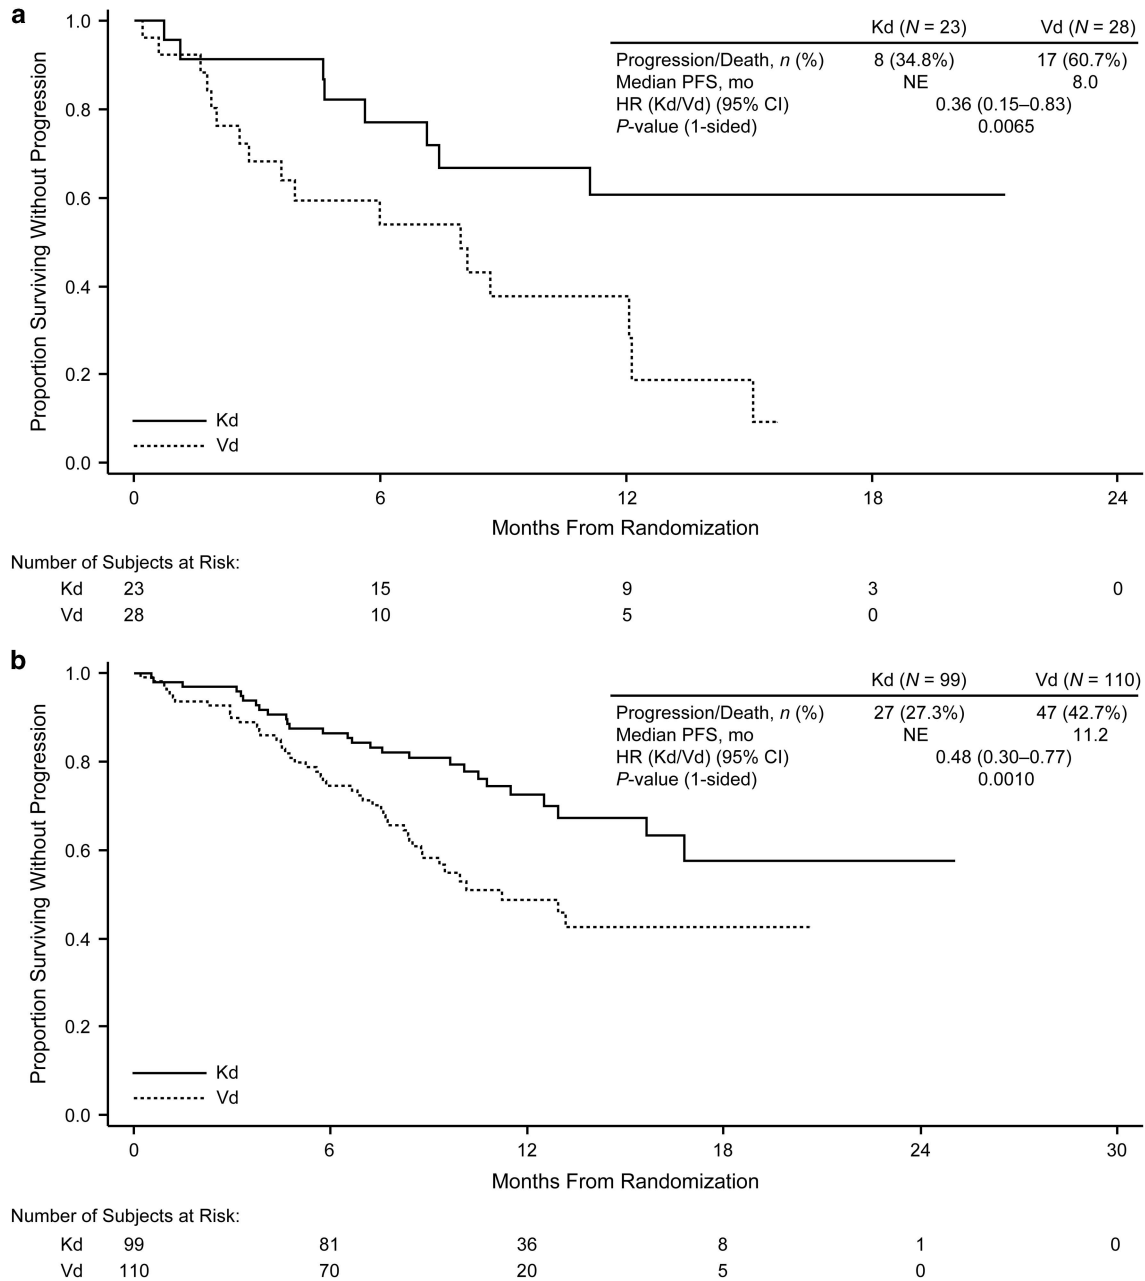 a
Kd (N = 23) Vd (N = 28)
Progression/Death, n (%) 8 (34.8%) 17 (60.7%)
Median PFS, mo NE 8.0
HR (Kd/Vd) (95% CI) 0.36 (0.15–0.83)
P-value (1-sided) 0.0065
Proportion Surviving Without Progression
1.0
0.8
0.6
0.4
0.2
0.0
Kd
Vd
0 6 12 18 24
Months From Randomization
Number of Subjects at Risk:
Kd 23 15 9 3 0
Vd 28 10 5 0
b
Kd (N = 99) Vd (N = 110)
Progression/Death, n (%) 27 (27.3%) 47 (42.7%)
Median PFS, mo NE 11.2
HR (Kd/Vd) (95% CI) 0.48 (0.30–0.77)
P-value (1-sided) 0.0010
Proportion Surviving Without Progression
1.0
0.8
0.6
0.4
0.2
0.0
Kd
Vd
0 6 12 18 24 30
Months From Randomization
Number of Subjects at Risk:
Kd 99 81 36 8 1 0
Vd 110 70 20 5 0